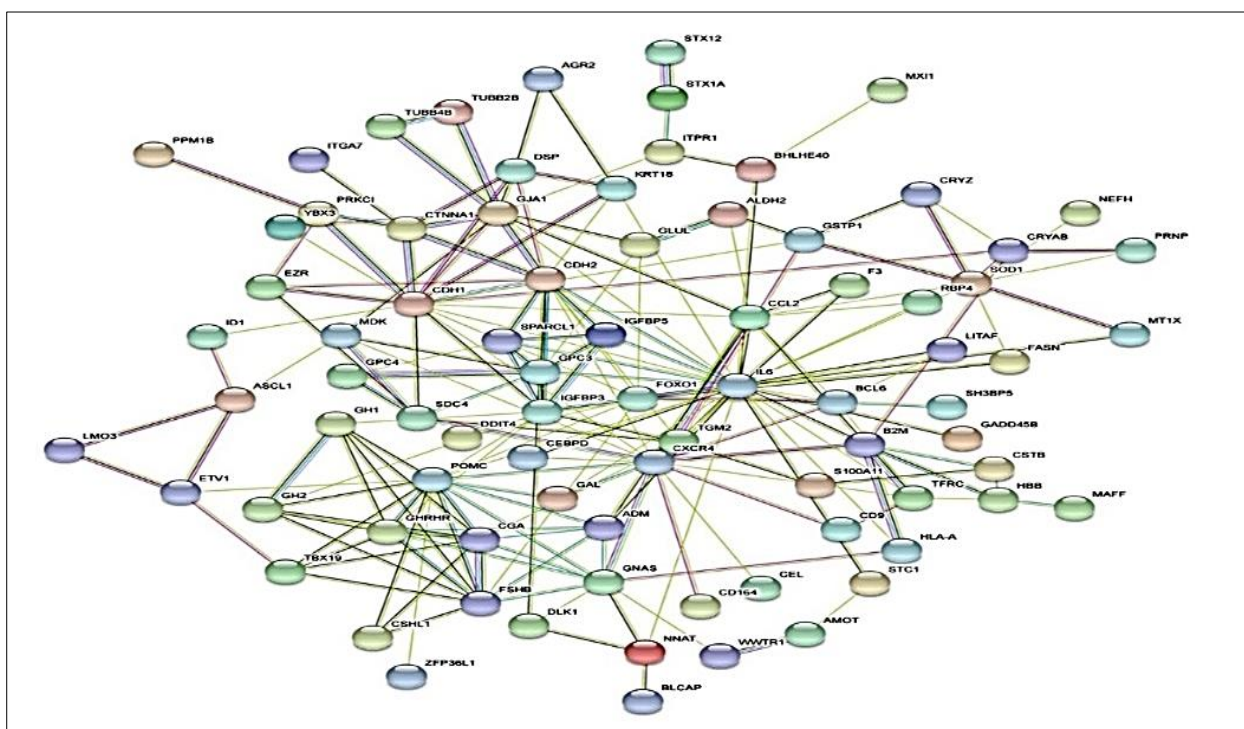 STX12
AGR2
MXI1
TUBB2B
STX1A
TUBB4B
PPM1B
ITGA7
ITPR1
DSP
BHLHE40
KRT18
CRYZ
PRKCI
GJA1
ALDH2
NEFH
YBX3
CTNNA1
GSTP1
GLUL
CRYAB
PRNP
CDH2
EZR
SOD1
F3
CDH1
RBP4
CCL2
ID1
MDK
SPARCL1
IGFBP5
MT1X
LITAF
FASN
GPC4
GPC3
IL6
ASCL1
FOXO1
BCL6
SH3BP5
GH1
SDC4
IGFBP3
DDIT4
TGM2
GADD45B
LMO3
CEBPD
CXCR4
B2M
CSTB
POMC
ETV1
GAL
S100A11
TFRC
HBB
MAFF
GH2
GHRHR
CGA
ADM
CD9
HLA-A
TBX19
GNAS
STC1
FSHB
CEL
CD164
CSHL1
DLK1
AMOT
NNAT
WWTR1
ZFP36L1
BLCAP